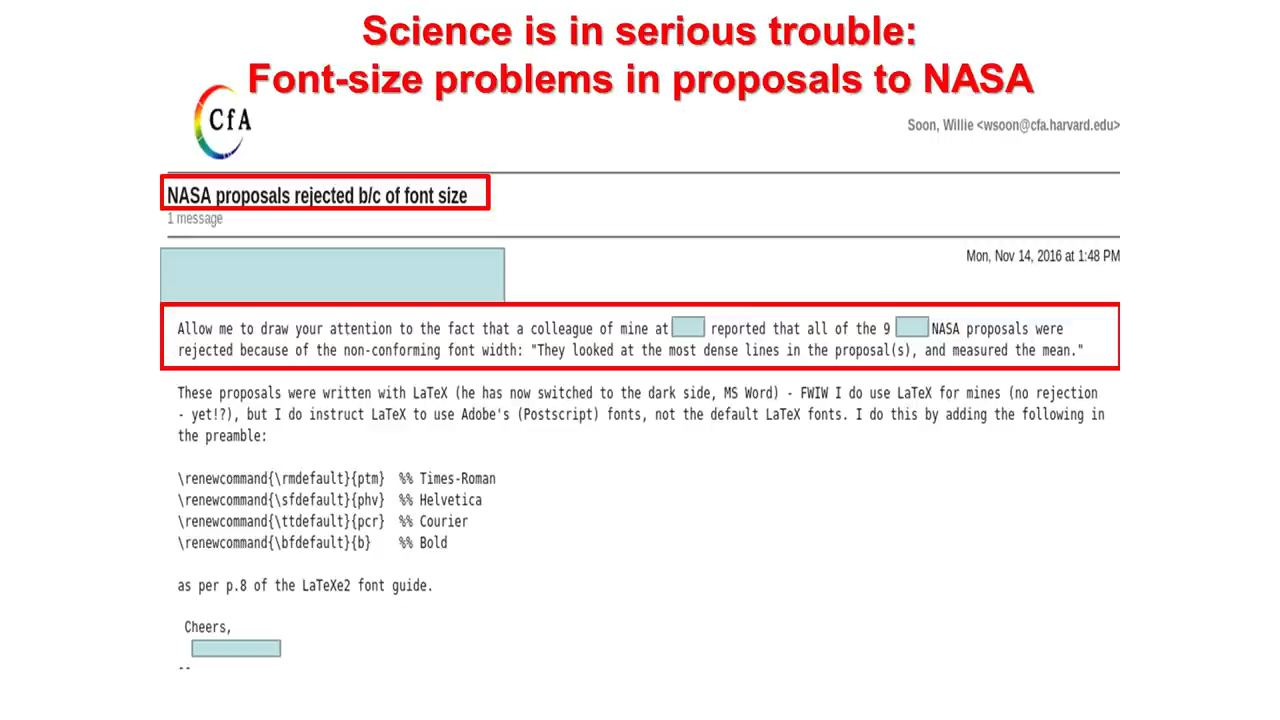 Science is in serious trouble:
Font-size problems in proposals to NASA
CfA
Soon, Willie <wsoon@cfa.harvard.edu>
NASA proposals rejected b/c of font size
1 message
Mon, Nov 14, 2016 at 1:48 PM
Allow me to draw your attention to the fact that a colleague of mine at reported that all of the 9 NASA proposals were
rejected because of the non-conforming font width: "They looked at the most dense lines in the proposal(s), and measured the mean."
These proposals were written with LaTeX (he has now switched to the dark side, MS Word) - FWIW I do use LaTeX for mines (no rejection
- yet!?), but I do instruct LaTeX to use Adobe's (Postscript) fonts, not the default LaTeX fonts. I do this by adding the following in
the preamble:
\renewcommand{\rmdefault}{ptm} %% Times-Roman
\renewcommand{\sfdefault}{phv} %% Helvetica
\renewcommand{\ttdefault}{pcr} %% Courier
\renewcommand{\bfdefault}{b} %% Bold
as per p.8 of the LaTeXe2 font guide.
Cheers,
--